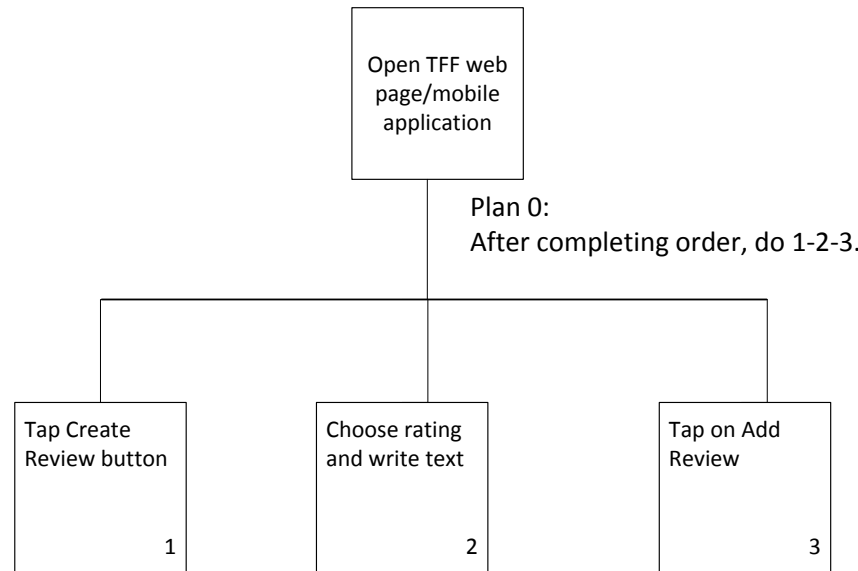 Open TFF web
page/mobile
application
Plan 0:
After completing order, do 1-2-3.
Tap Create
Review button
1
Choose rating
and write text
2
Tap on Add
Review
3